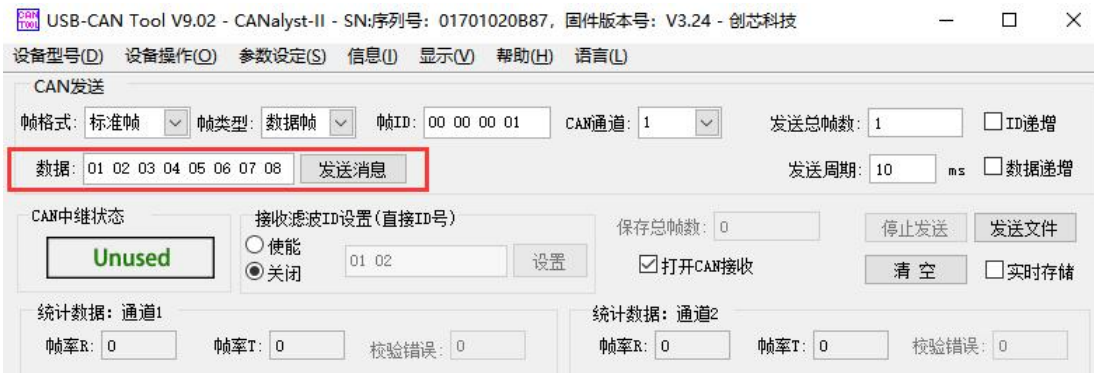 CAN TOOL USB-CAN Tool V9.02 - CANalyst-II - SN:序列号: 01701020B87, 固件版本号: V3.24 - 创芯科技
设备型号(D) 设备操作(O) 参数设定(S) 信息(I) 显示(V) 帮助(H) 语言(L)
CAN发送
帧格式: 标准帧 帧类型: 数据帧 帧ID: 00 00 00 01 CAN通道: 1 发送总帧数: 1 ID递增
数据: 01 02 03 04 05 06 07 08 发送消息 发送周期: 10 ms 数据递增
CAN中继状态 接收滤波ID设置(直接ID号)
Unused 使能 关闭 01 02 设置 保存总帧数: 0 停止发送 发送文件
打开CAN接收 清 空 实时存储
统计数据: 通道1 统计数据: 通道2
帧率R: 0 帧率T: 0 校验错误: 0 帧率R: 0 帧率T: 0 校验错误: 0